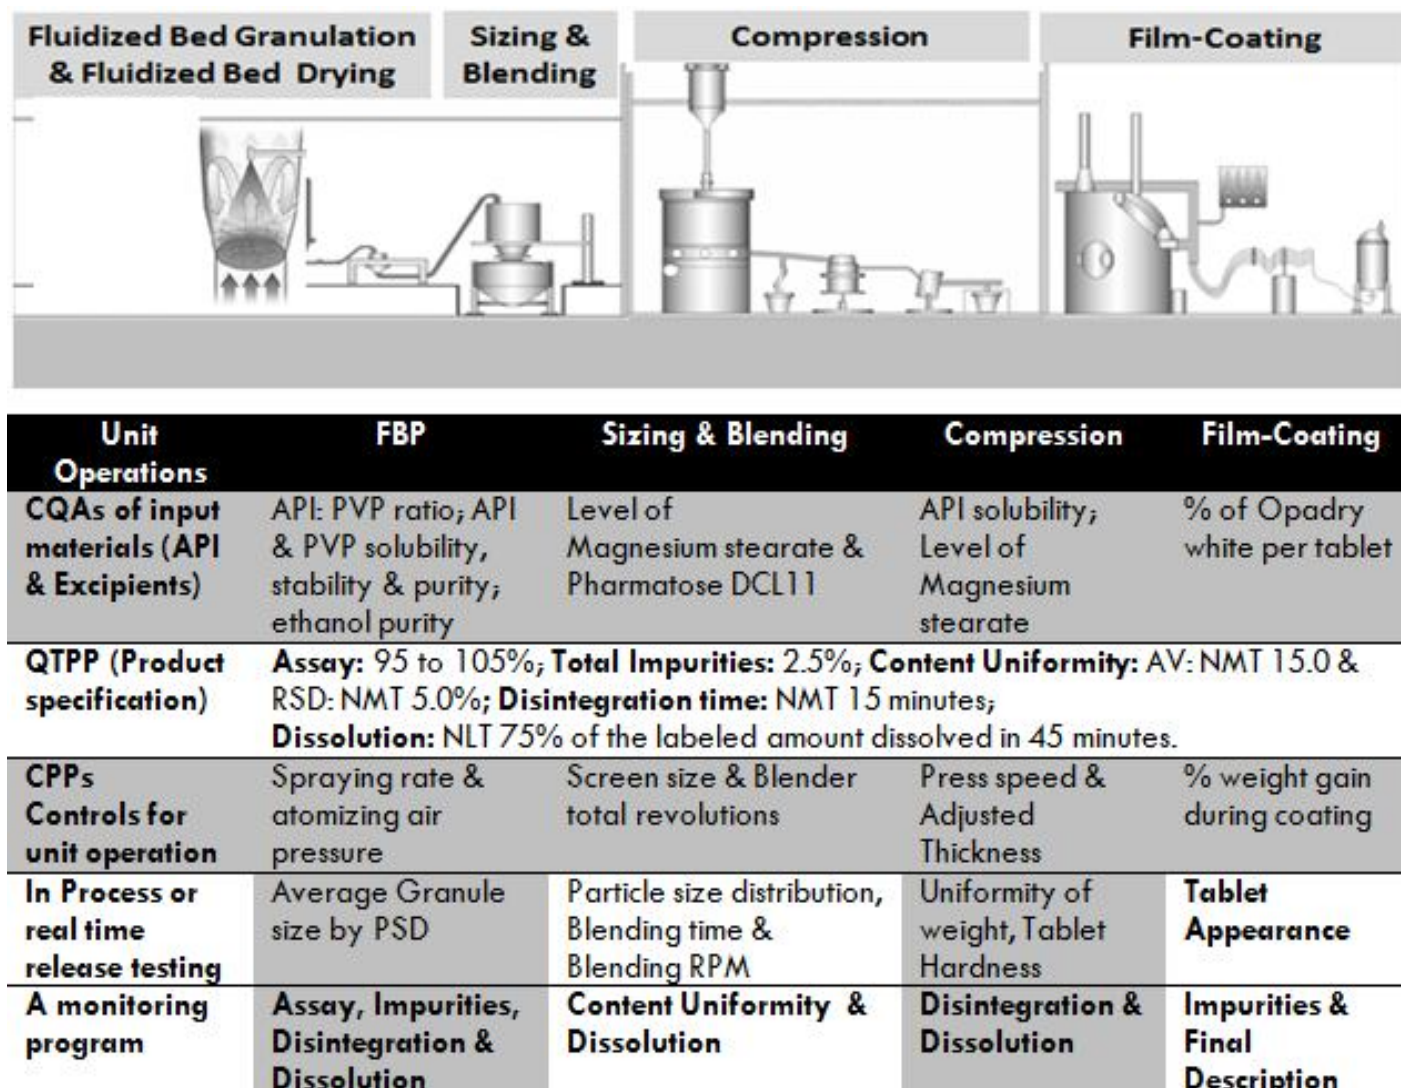 Fluidized Bed Granulation
& Fluidized Bed Drying
Sizing &
Blending
Compression
Film-Coating
Unit
Operations
FBP
Sizing & Blending
Compression
Film-Coating
CQAs of input
materials (API
& Excipients)
API: PVP ratio; API
& PVP solubility,
stability & purity;
ethanol purity
Level of
Magnesium stearate &
Pharmatose DCL11
API solubility;
Level of
Magnesium
stearate
% of Opadry
white per tablet
QTPP (Product
specification)
Assay: 95 to 105%; Total Impurities: 2.5%; Content Uniformity: AV: NMT 15.0 &
RSD: NMT 5.0%; Disintegration time: NMT 15 minutes;
Dissolution: NLT 75% of the labeled amount dissolved in 45 minutes.
CPPs
Controls for
unit operation
Spraying rate &
atomizing air
pressure
Screen size & Blender
total revolutions
Press speed &
Adjusted
Thickness
% weight gain
during coating
In Process or
real time
release testing
Average Granule
size by PSD
Particle size distribution,
Blending time &
Blending RPM
Uniformity of
weight, Tablet
Hardness
Tablet
Appearance
A monitoring
program
Assay, Impurities,
Disintegration &
Dissolution
Content Uniformity &
Dissolution
Disintegration &
Dissolution
Impurities &
Final
Description